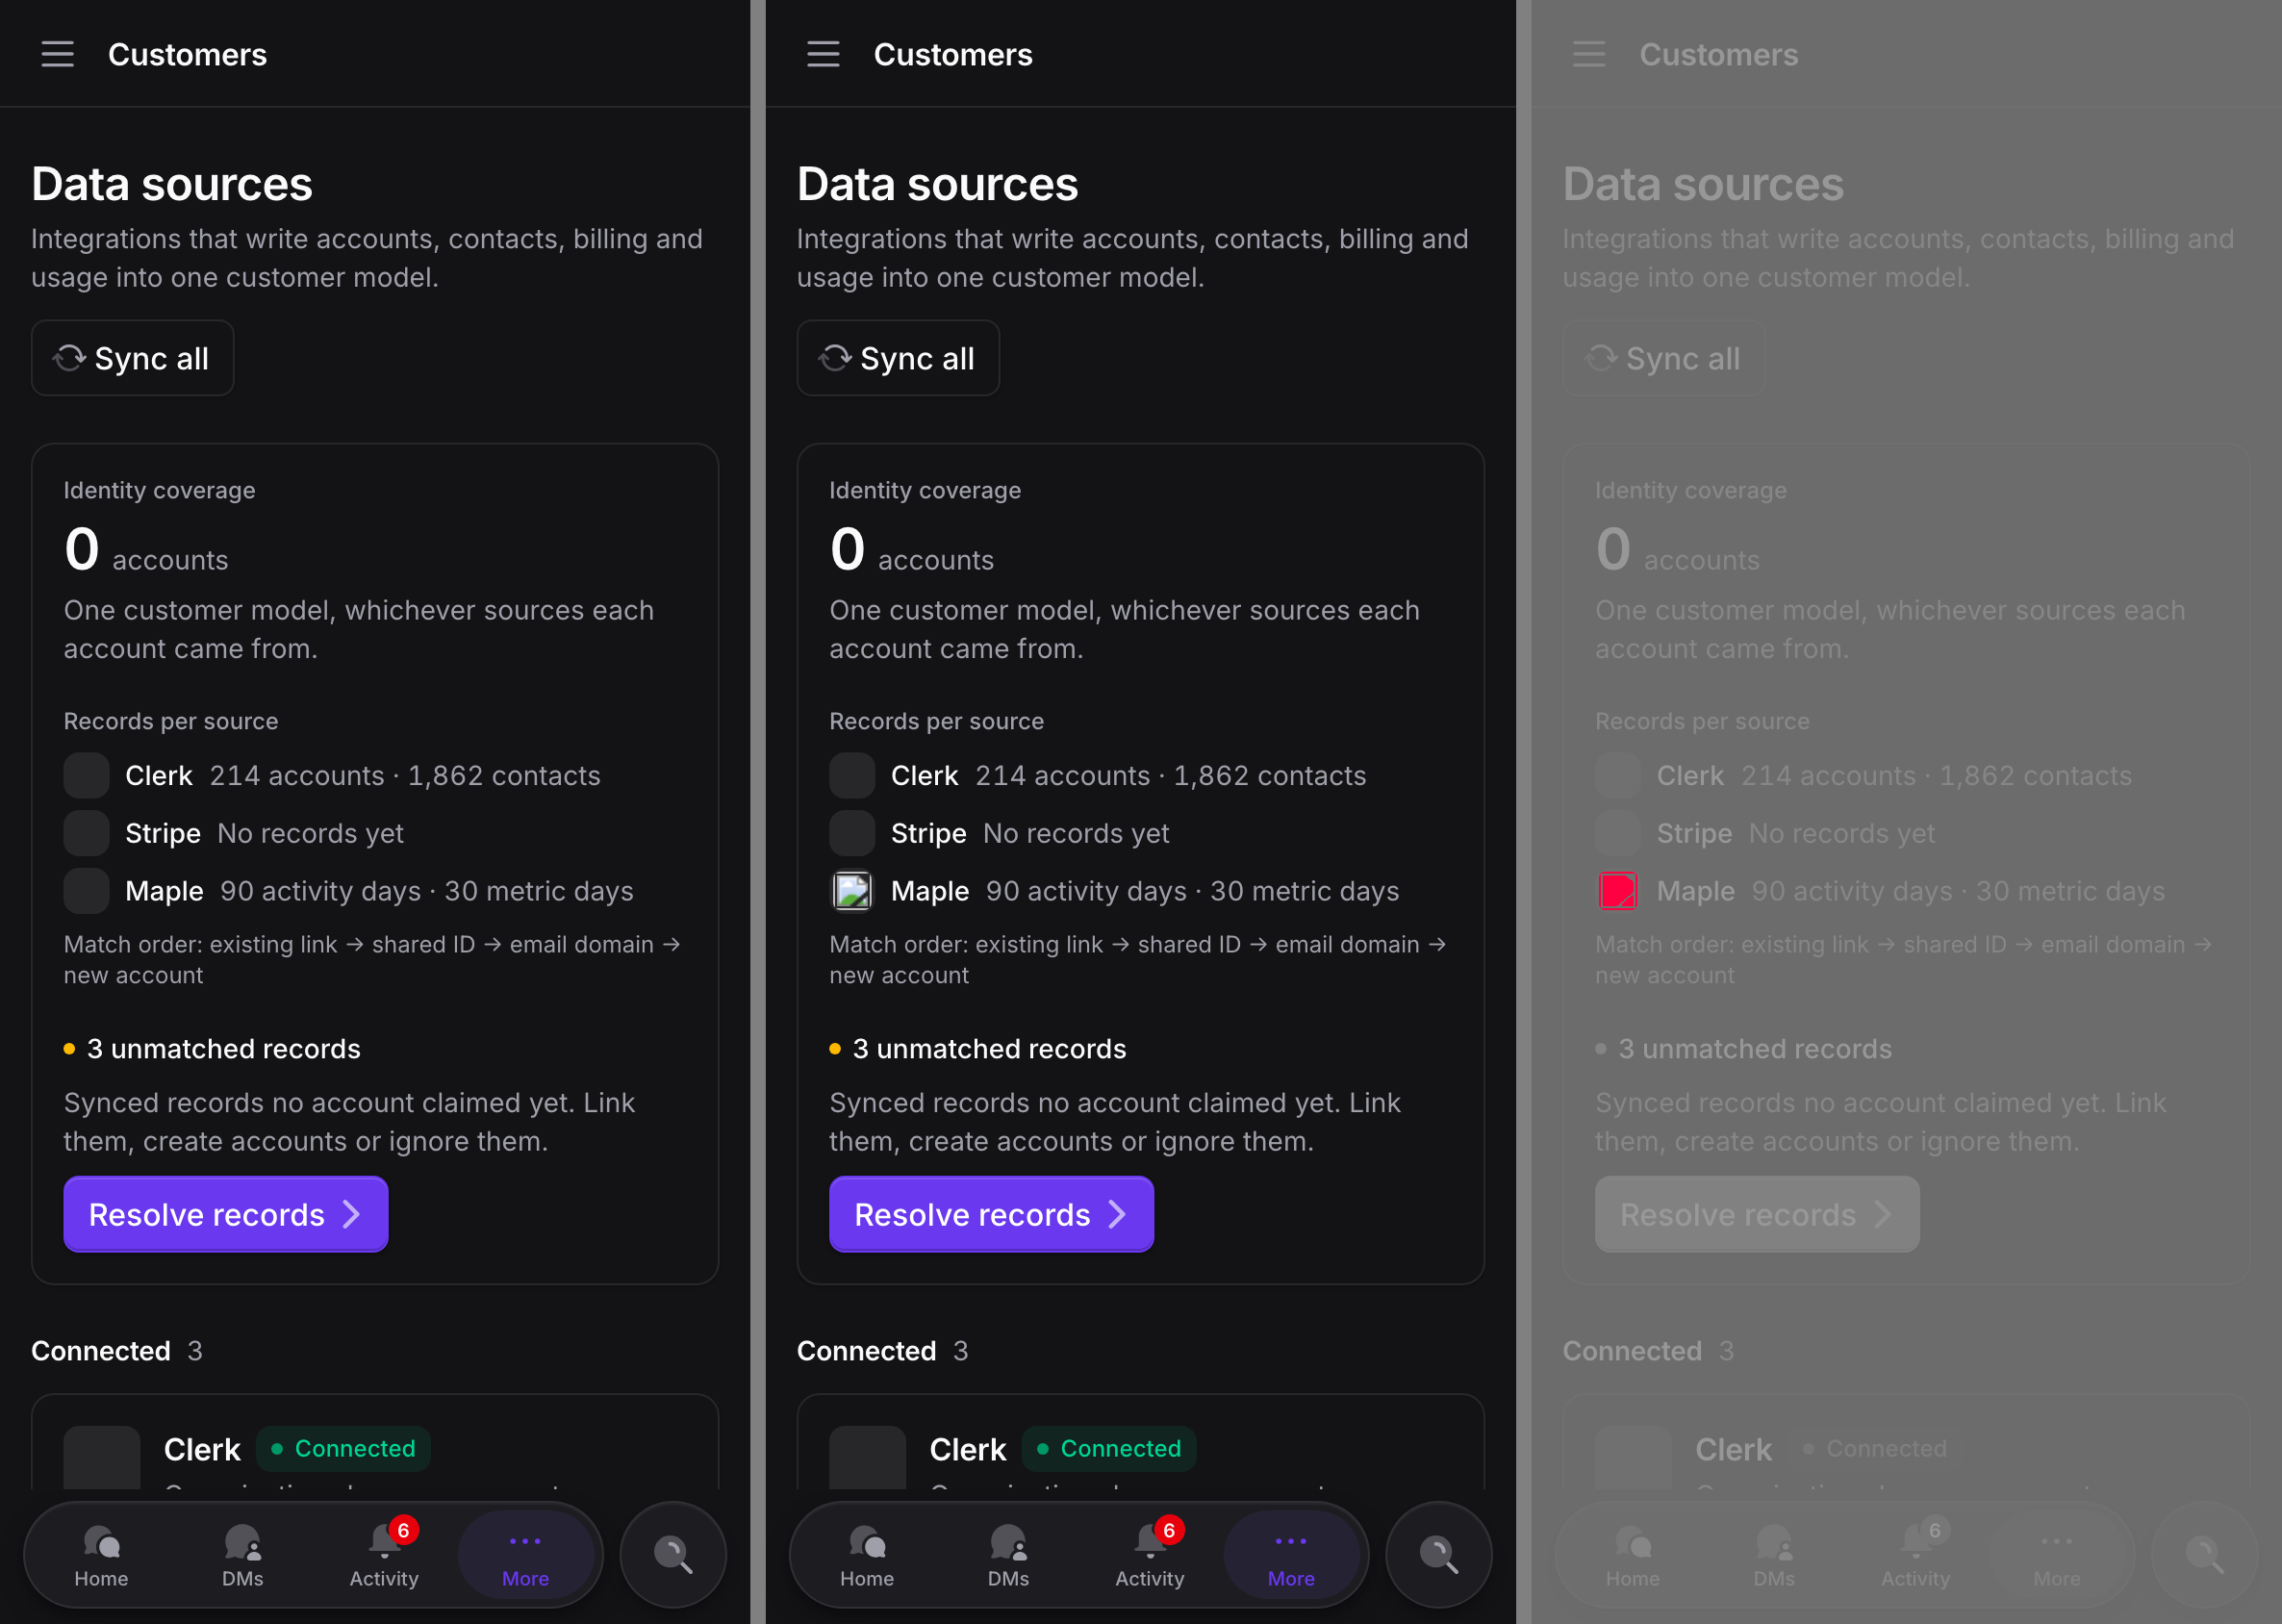 Customers
Data sources
Integrations that write accounts, contacts, billing and
usage into one customer model.
Sync all
Identity coverage
0 accounts
One customer model, whichever sources each
account came from.
Records per source
Clerk 214 accounts · 1,862 contacts
Stripe No records yet
Maple 90 activity days · 30 metric days
Match order: existing link → shared ID → email domain →
new account
3 unmatched records
Synced records no account claimed yet. Link
them, create accounts or ignore them.
Resolve records
Connected 3
Clerk Connected
6
Home DMs Activity More
Customers
Data sources
Integrations that write accounts, contacts, billing and
usage into one customer model.
Sync all
Identity coverage
0 accounts
One customer model, whichever sources each
account came from.
Records per source
Clerk 214 accounts · 1,862 contacts
Stripe No records yet
Maple 90 activity days · 30 metric days
Match order: existing link → shared ID → email domain →
new account
3 unmatched records
Synced records no account claimed yet. Link
them, create accounts or ignore them.
Resolve records
Connected 3
Clerk Connected
6
Home DMs Activity More
Customers
Data sources
Integrations that write accounts, contacts, billing and
usage into one customer model.
Sync all
Identity coverage
0 accounts
One customer model, whichever sources each
account came from.
Records per source
Clerk 214 accounts · 1,862 contacts
Stripe No records yet
Maple 90 activity days · 30 metric days
Match order: existing link → shared ID → email domain →
new account
3 unmatched records
Synced records no account claimed yet. Link
them, create accounts or ignore them.
Resolve records
Connected 3
Clerk Connected
6
Home DMs Activity More